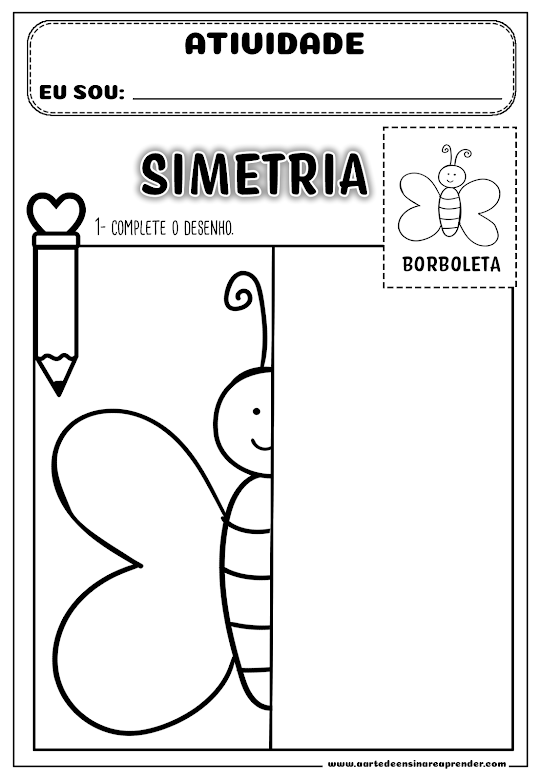 ATIVIDADE
EU SOU:
SIMETRIA
1- COMPLETE O DESENHO.
BORBOLETA
www.aartedeensinareaprender.com